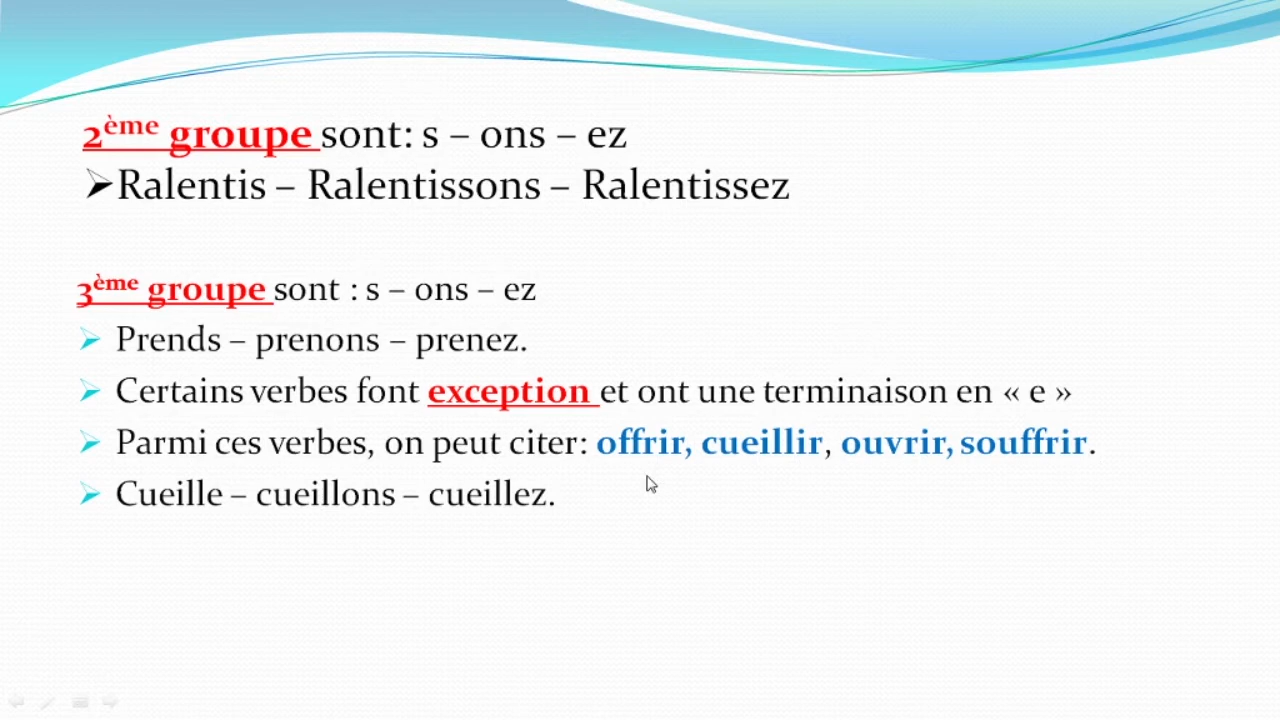 2ème groupe sont: s – ons – ez
➢Ralentis – Ralentissons – Ralentissez
3ème groupe sont : s – ons – ez
➢ Prends – prenons – prenez.
➢ Certains verbes font exception et ont une terminaison en « e »
➢ Parmi ces verbes, on peut citer: offrir, cueillir, ouvrir, souffrir.
➢ Cueille – cueillons – cueillez.